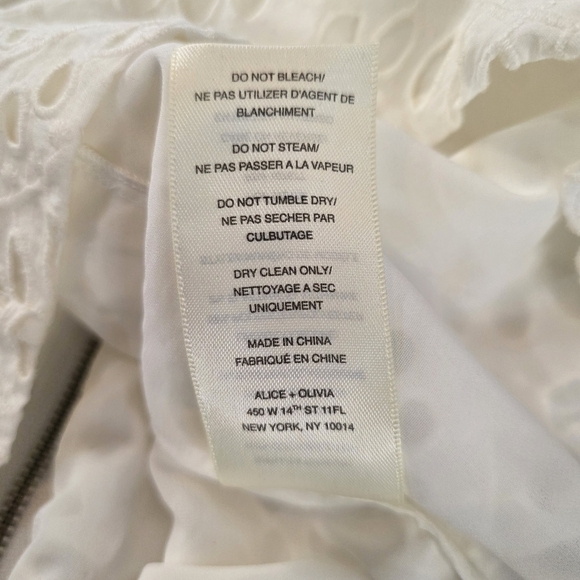 DO NOT BLEACH/
NE PAS UTILIZER D'AGENT DE
BLANCHIMENT
DO NOT STEAM/
NE PAS PASSER A LA VAPEUR
DO NOT TUMBLE DRY/
NE PAS SECHER PAR
CULBUTAGE
DRY CLEAN ONLY/
NETTOYAGE A SEC
UNIQUEMENT
MADE IN CHINA
FABRIQUÉ EN CHINE
ALICE + OLIVIA
450 W 14TH ST 11FL
NEW YORK, NY 10014